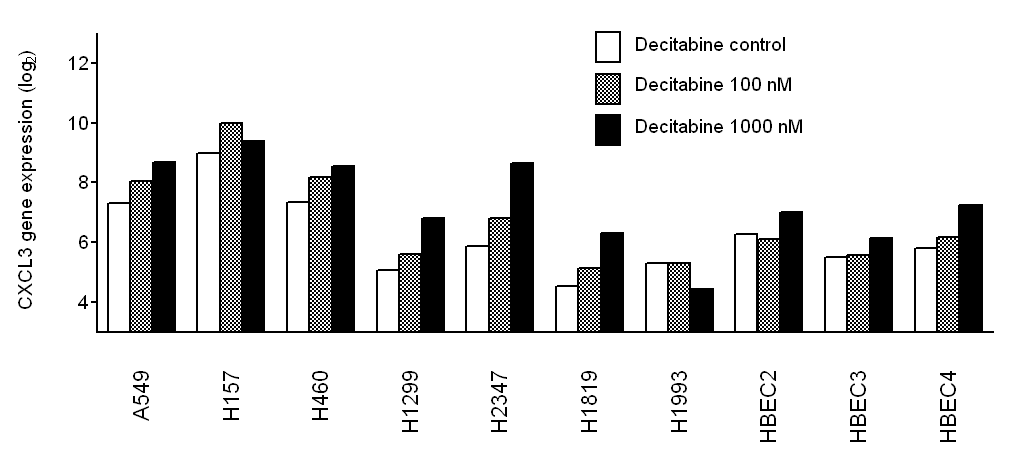 CXCL3 gene expression (log2)
12
10
8
6
4
Decitabine control
Decitabine 100 nM
Decitabine 1000 nM
A549
H157
H460
H1299
H2347
H1819
H1993
HBEC2
HBEC3
HBEC4